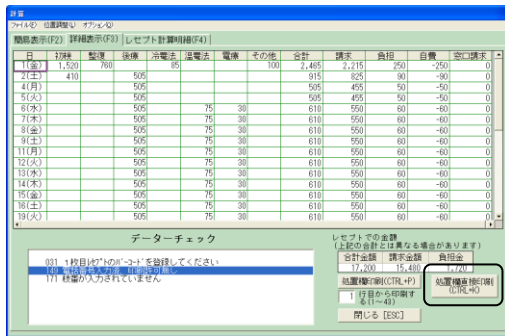 計算
ファイル(F) 位置調整(L) オプション(Q)
簡易表示(F2) 詳細表示(F3) レセプト計算明細(F4)
日 初検 整復 後療 冷電法 温電法 電療 その他 合計 請求 負担 自費 窓口請求
1(金) 1,520 760 85 100 2,465 2,215 250 -250 0
2(土) 410 505 915 825 90 -90 0
4(月) 505 505 455 50 -50 0
5(火) 505 505 455 50 -50 0
6(水) 505 75 30 610 550 60 -60 0
7(木) 505 75 30 610 550 60 -60 0
8(金) 505 75 30 610 550 60 -60 0
9(土) 505 75 30 610 550 60 -60 0
11(月) 505 75 30 610 550 60 -60 0
12(火) 505 75 30 610 550 60 -60 0
13(水) 505 75 30 610 550 60 -60 0
14(木) 505 75 30 610 550 60 -60 0
15(金) 505 75 30 610 550 60 -60 0
16(土) 505 75 30 610 550 60 -60 0
19(火) 505 75 30 610 550 60 -60 0
データーチェック
031 1枚目レセプトのバーコードを登録してください
149 電話番号入力済、印刷許可無し
171 枝番が入力されていません
レセプトでの金額
(上記の合計とは異なる場合があります)
合計金額 請求金額 負担金
17,200 15,480 1,720
処置欄印刷(CTRL+P)
処置欄直接印刷(CTRL+K)
1 行目から印刷する(1~43)
閉じる [ESC]